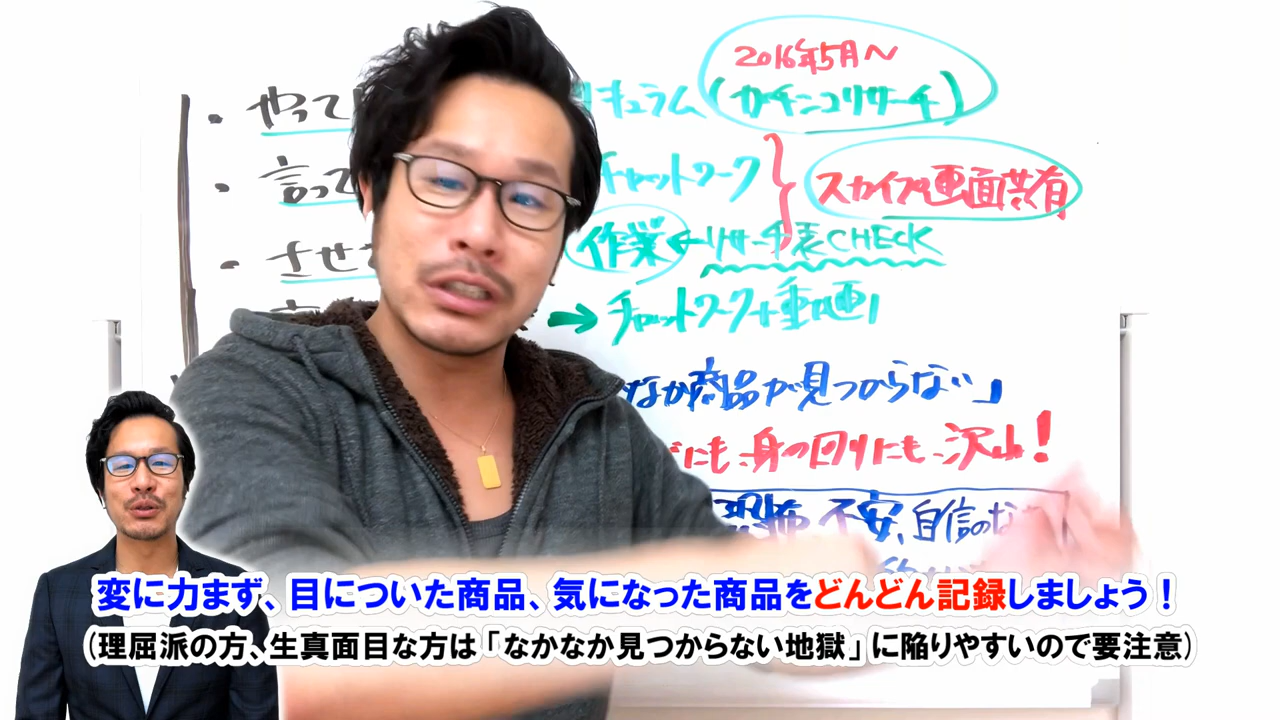 2016年5月～
・やって
キュラム(ガチンコリサーチ)
・言って
チャットワーク
スカイプ画面共有
・させ
作業←リサーチ表CHECK
→チャットワーク+動画
なか商品が見つからない」
にも、身の回りにも、沢山!
恐怖、不安、自信のな
変に力まず、目についた商品、気になった商品をどんどん記録しましょう!
(理屈派の方、生真面目な方は「なかなか見つからない地獄」に陥りやすいので要注意)